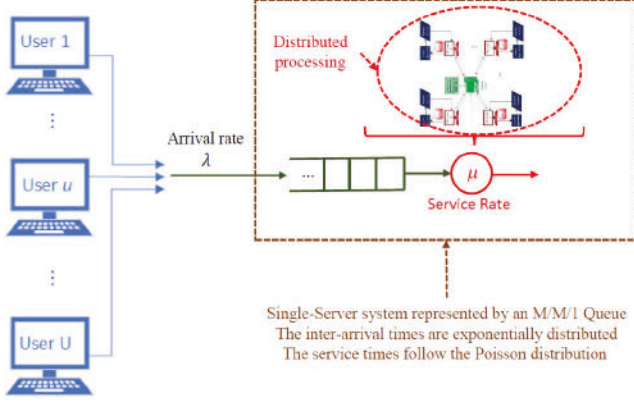 User 1
Distributed
processing
...
Arrival rate
λ
User u
...
μ
Service Rate
...
User U
Single-Server system represented by an M/M/1 Queue
The inter-arrival times are exponentially distributed
The service times follow the Poisson distribution